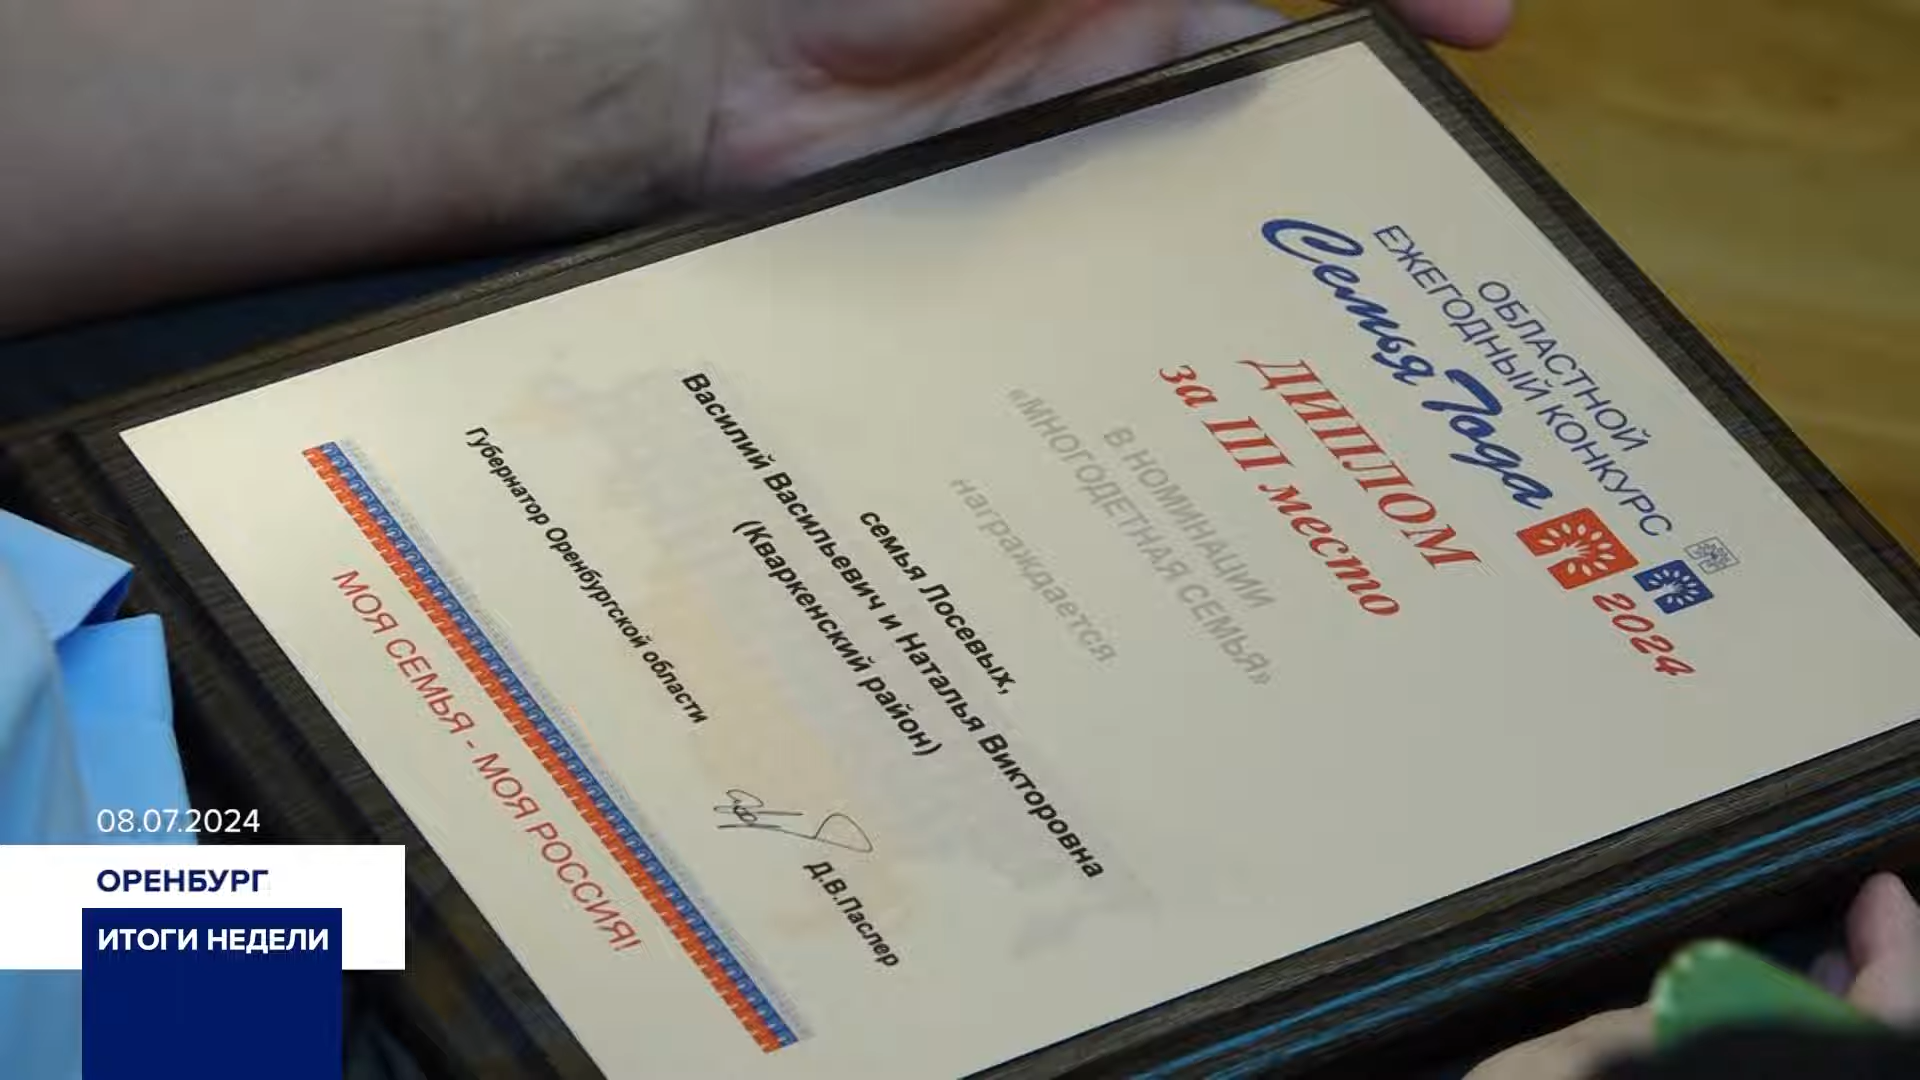 ОБЛАСТНОЙ
ЕЖЕГОДНЫЙ КОНКУРС
Семья Года
2024
ДИПЛОМ
за III место
В НОМИНАЦИИ
«МНОГОДЕТНАЯ СЕМЬЯ»
награждается
семья Лосевых,
Василий Васильевич и Наталья Викторовна
(Кваркенский район)
Губернатор Оренбургской области
Д.В.Паслер
МОЯ СЕМЬЯ - МОЯ РОССИЯ!
08.07.2024
ОРЕНБУРГ
ИТОГИ НЕДЕЛИ